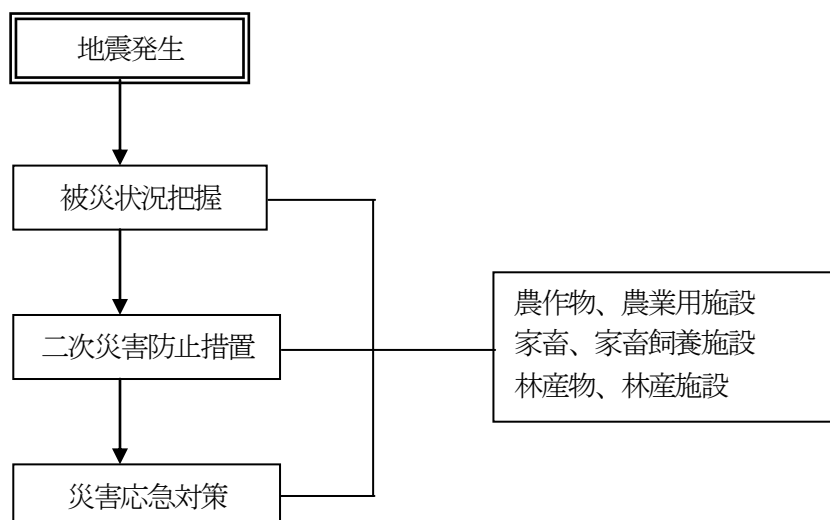 地震発生
被災状況把握
二次災害防止措置
農作物、農業用施設
家畜、家畜飼養施設
林産物、林産施設
災害応急対策